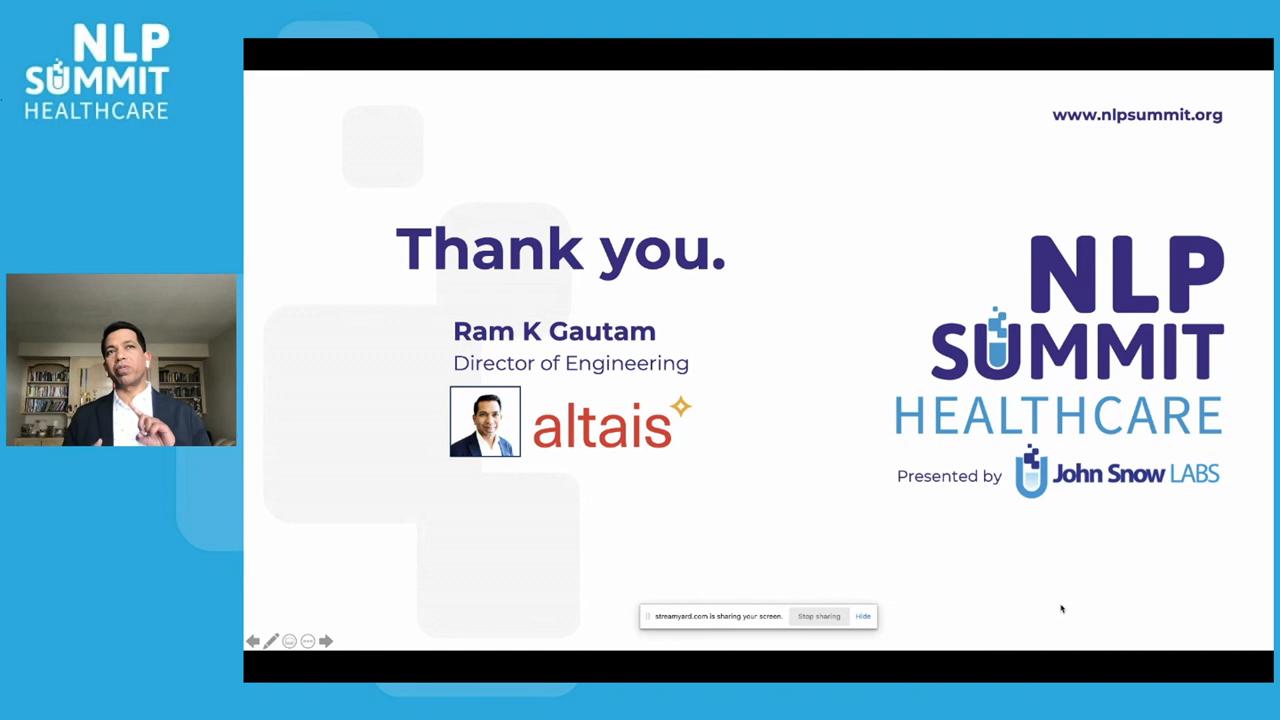 NLP
SUMMIT
HEALTHCARE
www.nlpsummit.org
Thank you.
Ram K Gautam
Director of Engineering
altais
NLP
SUMMIT
HEALTHCARE
Presented by John Snow LABS
streamyard.com is sharing your screen. Stop sharing Hide